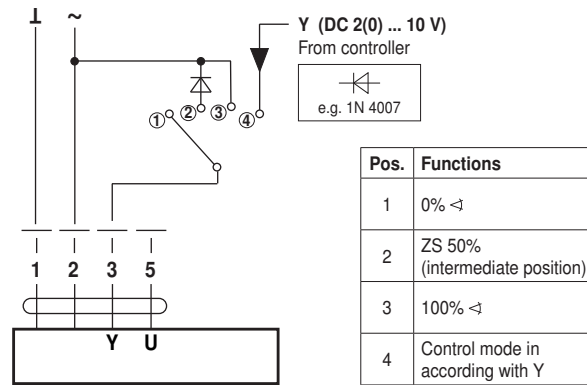 ⊥ ~
Y (DC 2(0) ... 10 V)
From controller
e.g. 1N 4007
① ② ③ ④
Pos. Functions
1 0% ⊲
2 ZS 50%
(intermediate position)
3 100% ⊲
4 Control mode in
according with Y
1 2 3 5
Y U